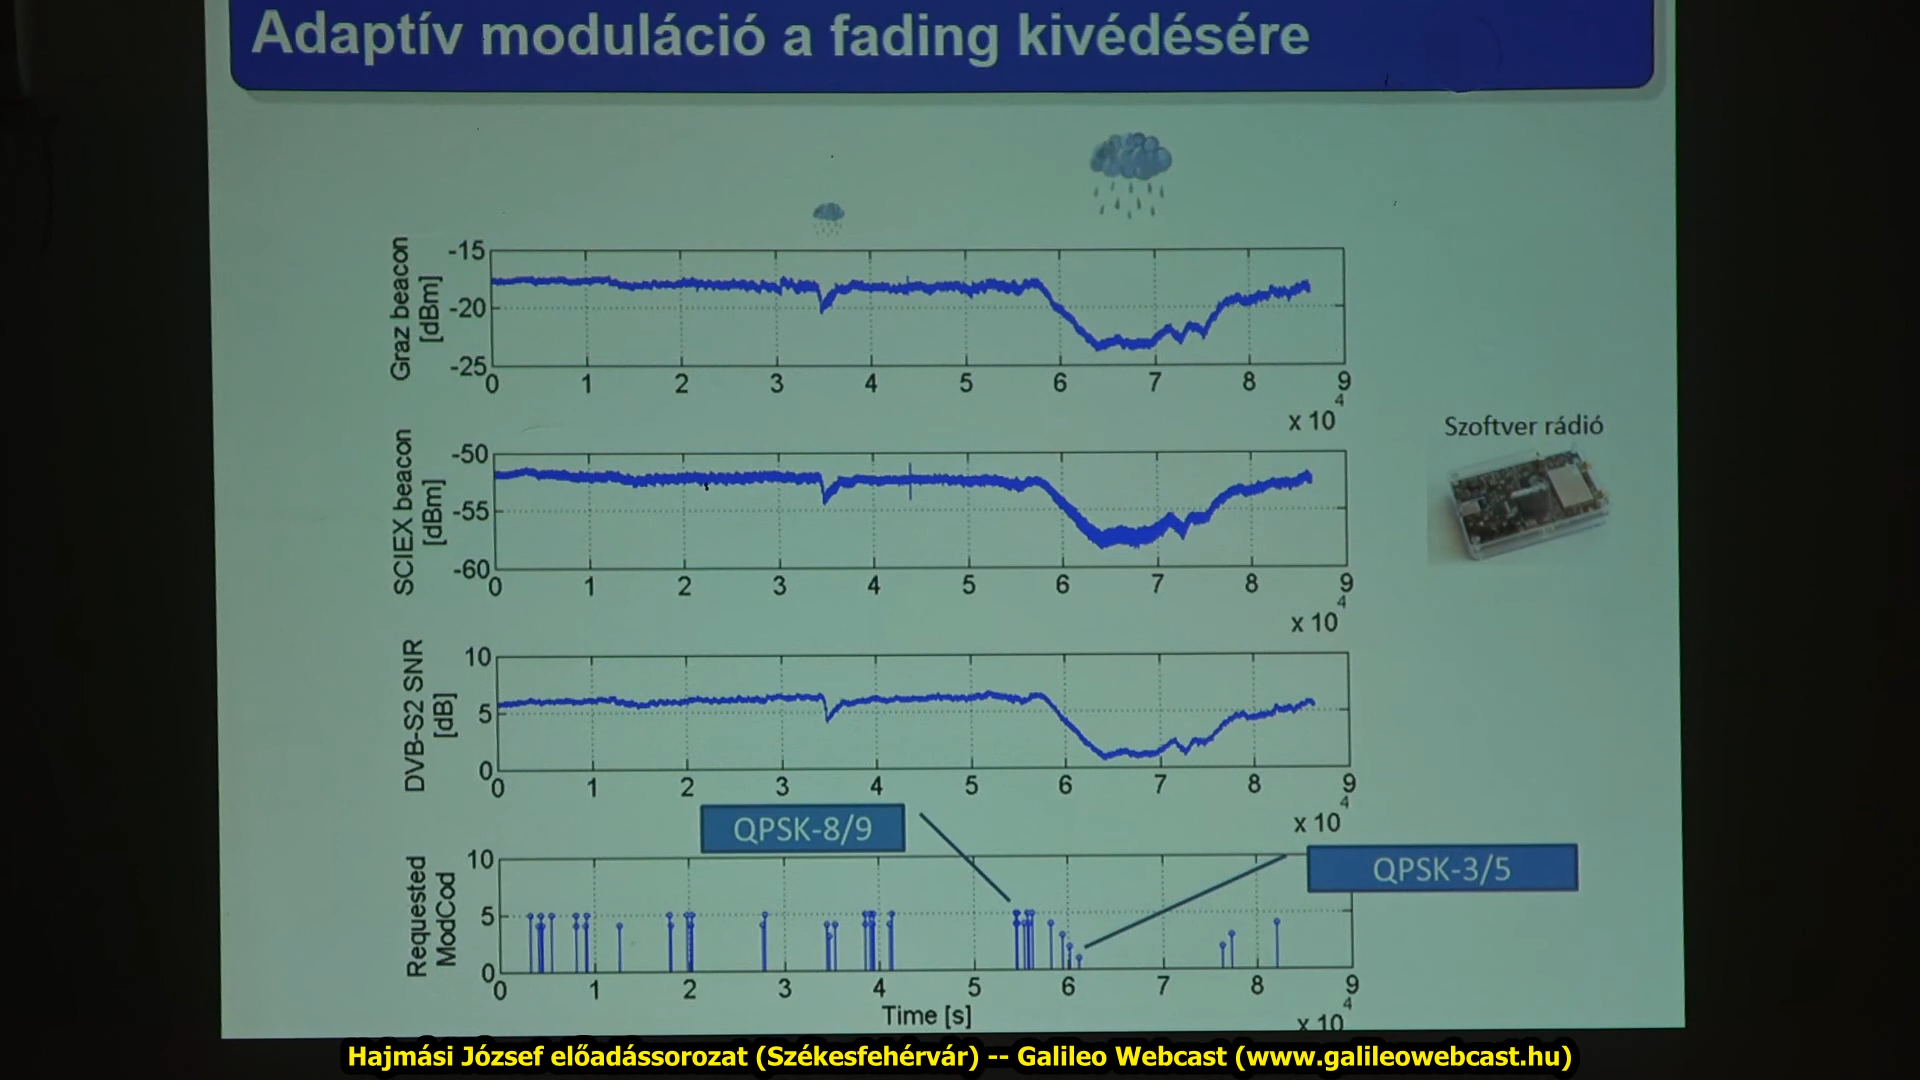 Adaptív moduláció a fading kivédésére
Graz beacon
[dBm]
-15
-20
-25
0 1 2 3 4 5 6 7 8 9
x 10
4
Szoftver rádió
SCIEX beacon
[dBm]
-50
-55
-60
0 1 2 3 4 5 6 7 8 9
x 10
4
DVB-S2 SNR
[dB]
10
5
0
0 1 2 3 4 5 6 7 8 9
x 10
4
QPSK-8/9
QPSK-3/5
Requested
ModCod
10
5
0
0 1 2 3 4 5 6 7 8 9
Time [s]
x 10
4
Hajmási József előadássorozat (Székesfehérvár) -- Galileo Webcast (www.galileowebcast.hu)